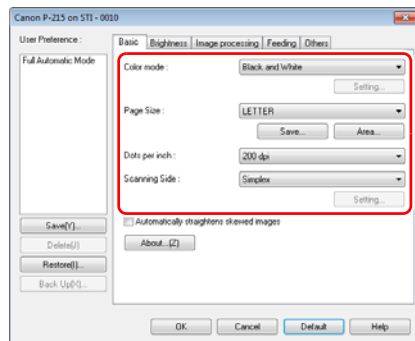 Canon P-215 on STI - 0010
User Preference :
Full Automatic Mode
Save(Y)...
Delete(J)
Restore(I)...
Back Up(X)...
Basic Brightness Image processing Feeding Others
Color mode : Black and White
Setting...
Page Size : LETTER
Save... Area...
Dots per inch : 200 dpi
Scanning Side : Simplex
Setting...
Automatically straightens skewed images
About...(Z)
OK Cancel Default Help